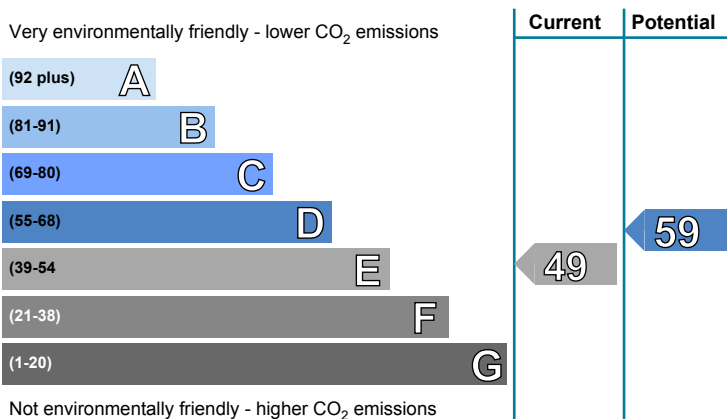 Current Potential
Very environmentally friendly - lower CO2 emissions
(92 plus) A
(81-91) B
(69-80) C
(55-68) D
59
(39-54 E
49
(21-38) F
(1-20) G
Not environmentally friendly - higher CO2 emissions